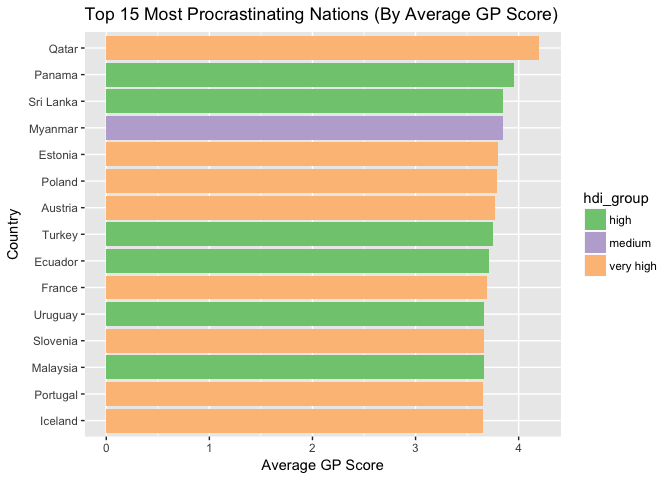 Top 15 Most Procrastinating Nations (By Average GP Score)
Country
Qatar
Panama
Sri Lanka
Myanmar
Estonia
Poland
Austria
Turkey
Ecuador
France
Uruguay
Slovenia
Malaysia
Portugal
Iceland
0 1 2 3 4
Average GP Score
hdi_group
high
medium
very high